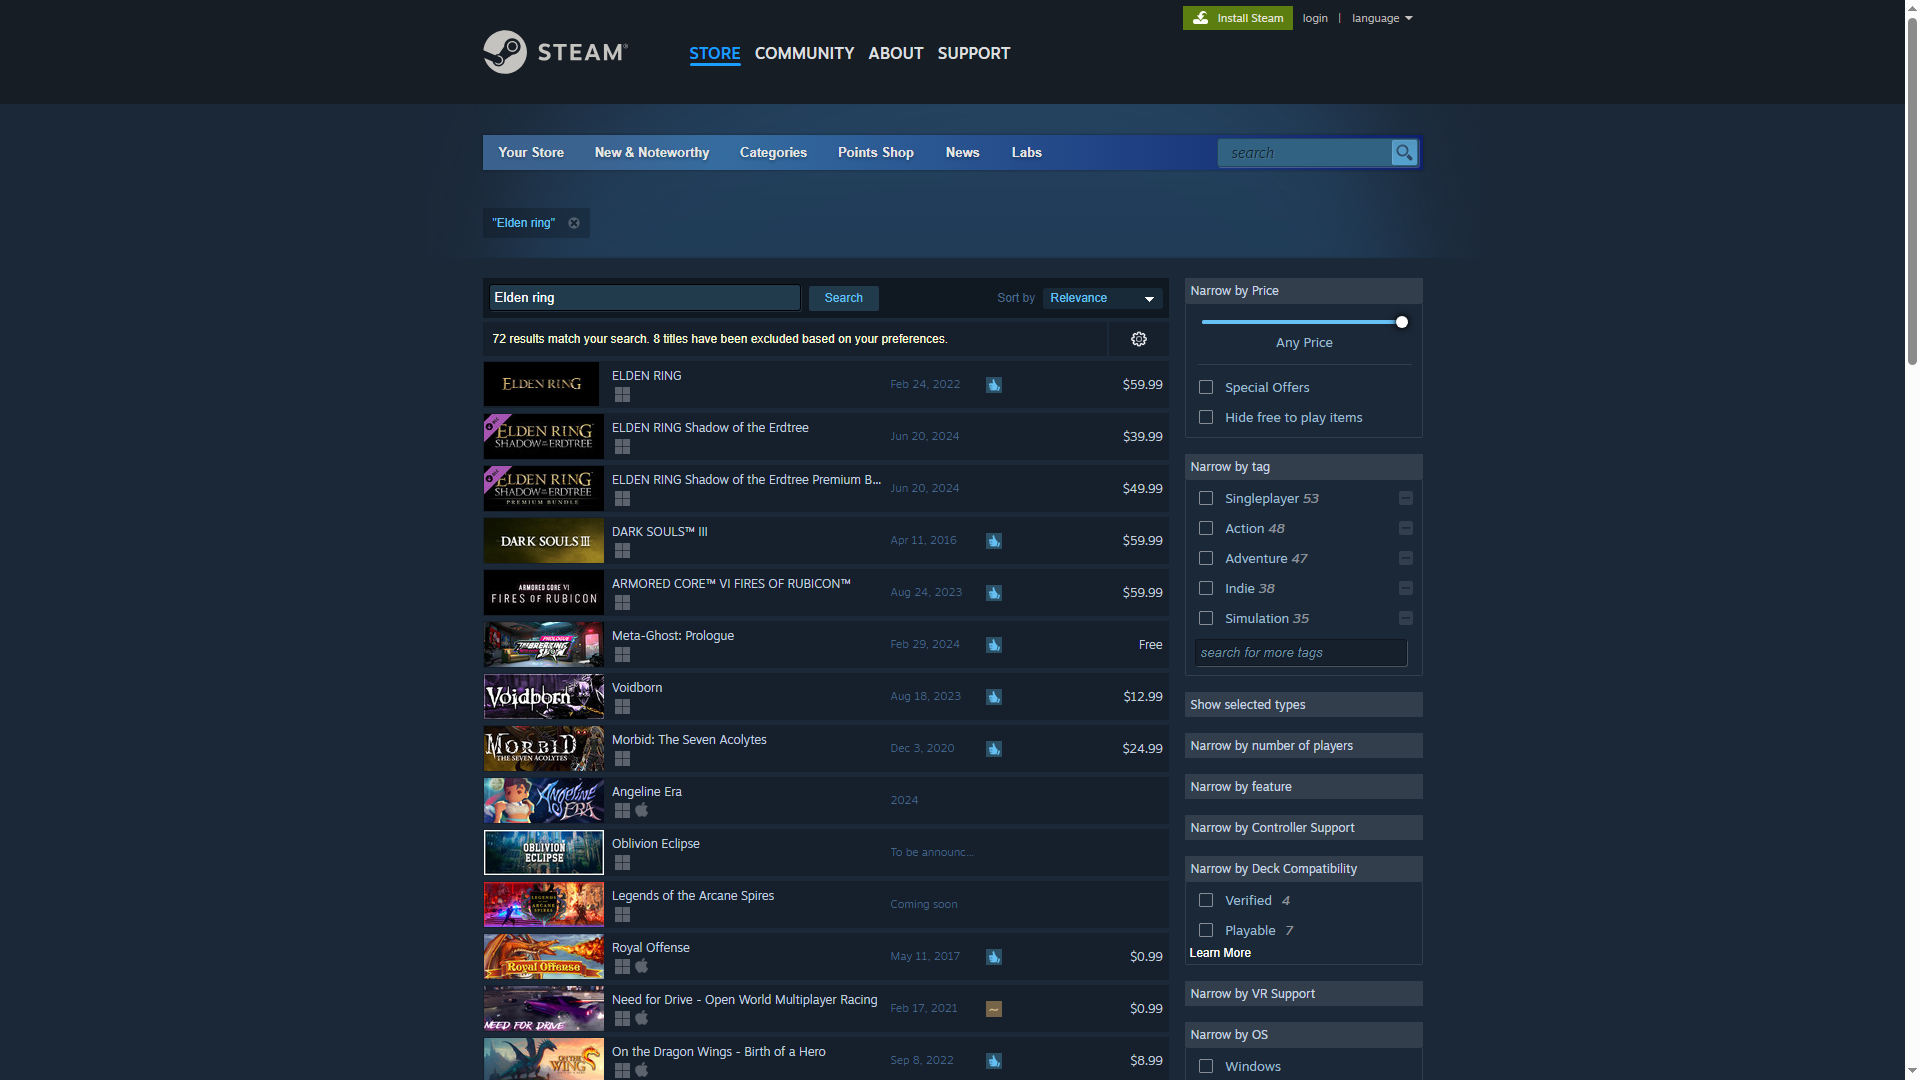 Install Steam login | language
STEAM® STORE COMMUNITY ABOUT SUPPORT
Your Store New & Noteworthy Categories Points Shop News Labs search
"Elden ring"
Elden ring Search Sort by Relevance
72 results match your search. 8 titles have been excluded based on your preferences.
ELDEN RING
ELDEN RING Feb 24, 2022 $59.99
ELDEN RING
SHADOW OF THE ERDTREE
ELDEN RING Shadow of the Erdtree Jun 20, 2024 $39.99
ELDEN RING
SHADOW OF THE ERDTREE
PREMIUM BUNDLE
ELDEN RING Shadow of the Erdtree Premium B... Jun 20, 2024 $49.99
DARK SOULS III
DARK SOULS™ III Apr 11, 2016 $59.99
ARMORED CORE VI
FIRES OF RUBICON
ARMORED CORE™ VI FIRES OF RUBICON™ Aug 24, 2023 $59.99
PROLOGUE
Meta-Ghost: Prologue Feb 29, 2024 Free
Voidborn
Voidborn Aug 18, 2023 $12.99
MORBID
THE SEVEN ACOLYTES
Morbid: The Seven Acolytes Dec 3, 2020 $24.99
ANGELINE
ERA
Angeline Era 2024
OBLIVION
ECLIPSE
Oblivion Eclipse To be announc...
LEGENDS
OF THE
ARCANE
SPIRES
Legends of the Arcane Spires Coming soon
Royal Offense
Royal Offense May 11, 2017 $0.99
NEED FOR DRIVE
Need for Drive - Open World Multiplayer Racing Feb 17, 2021 $0.99
ON THE
WINGS
On the Dragon Wings - Birth of a Hero Sep 8, 2022 $8.99
Narrow by Price
Any Price
Special Offers
Hide free to play items
Narrow by tag
Singleplayer 53
Action 48
Adventure 47
Indie 38
Simulation 35
search for more tags
Show selected types
Narrow by number of players
Narrow by feature
Narrow by Controller Support
Narrow by Deck Compatibility
Verified 4
Playable 7
Learn More
Narrow by VR Support
Narrow by OS
Windows